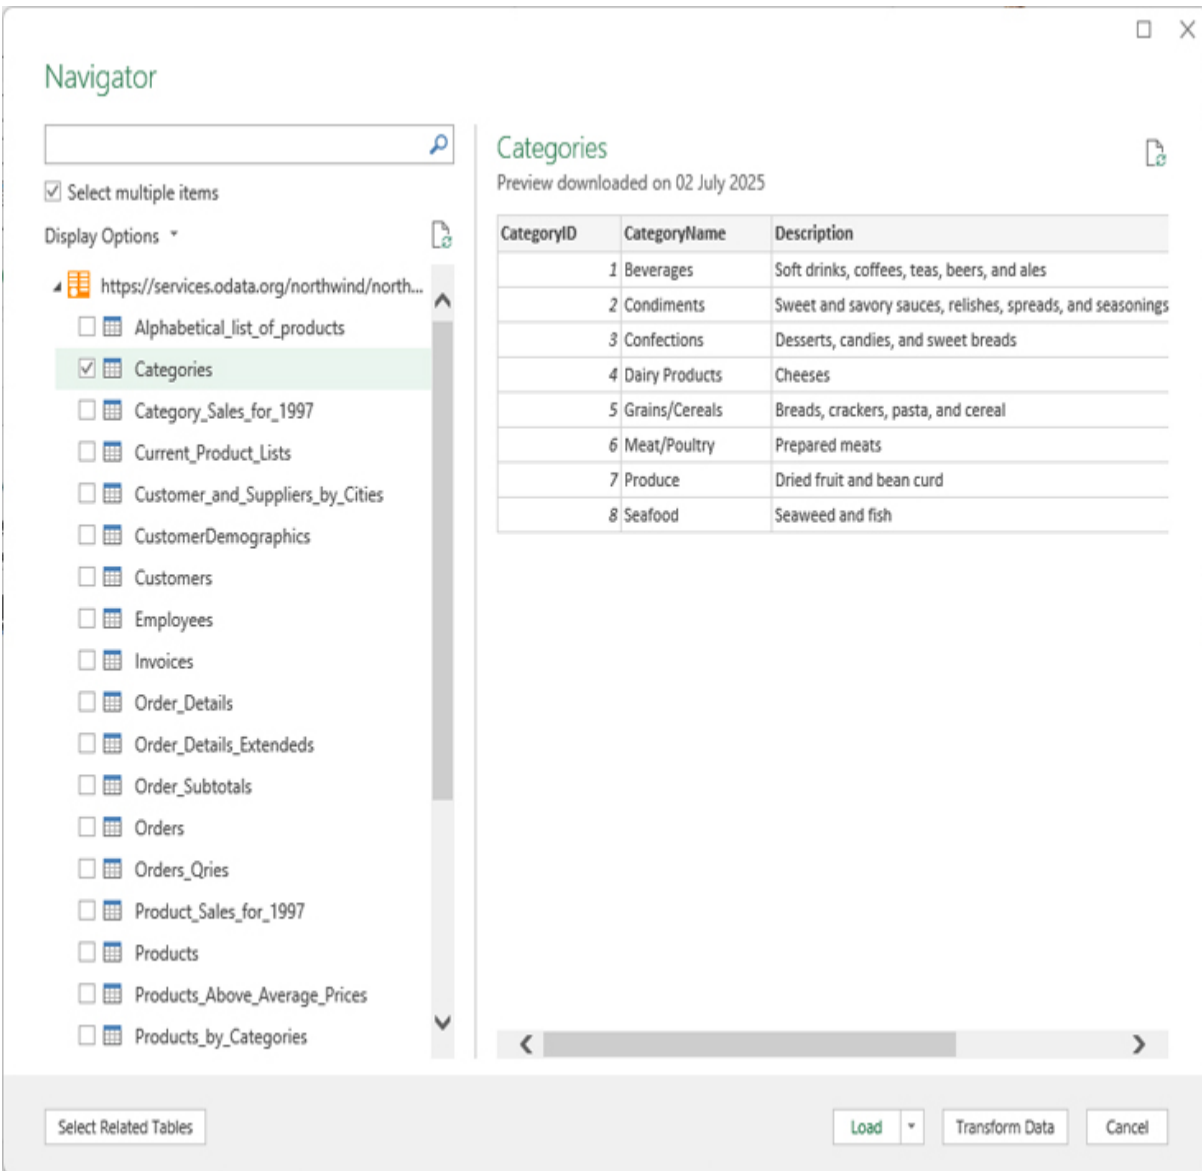 Navigator
Select multiple items
Display Options
https://services.odata.org/northwind/north...
Alphabetical_list_of_products
Categories
Category_Sales_for_1997
Current_Product_Lists
Customer_and_Suppliers_by_Cities
CustomerDemographics
Customers
Employees
Invoices
Order_Details
Order_Details_Extendeds
Order_Subtotals
Orders
Orders_Qries
Product_Sales_for_1997
Products
Products_Above_Average_Prices
Products_by_Categories
Categories
Preview downloaded on 02 July 2025
CategoryID CategoryName Description
1 Beverages Soft drinks, coffees, teas, beers, and ales
2 Condiments Sweet and savory sauces, relishes, spreads, and seasonings
3 Confections Desserts, candies, and sweet breads
4 Dairy Products Cheeses
5 Grains/Cereals Breads, crackers, pasta, and cereal
6 Meat/Poultry Prepared meats
7 Produce Dried fruit and bean curd
8 Seafood Seaweed and fish
Select Related Tables Load Transform Data Cancel